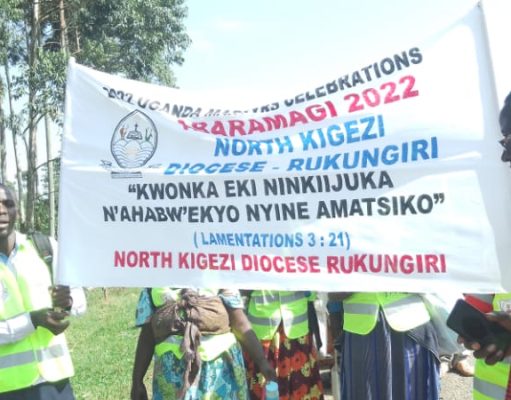 2022 UGANDA MARTYRS CELEBRATIONS
IBARAMAGI 2022
NORTH KIGEZI
DIOCESE - RUKUNGIRI
"KWONKA EKI NINKIIJUKA
N'AHABW'EKYO NYINE AMATSIKO"
( LAMENTATIONS 3 : 21)
NORTH KIGEZI DIOCESE RUKUNGIRI